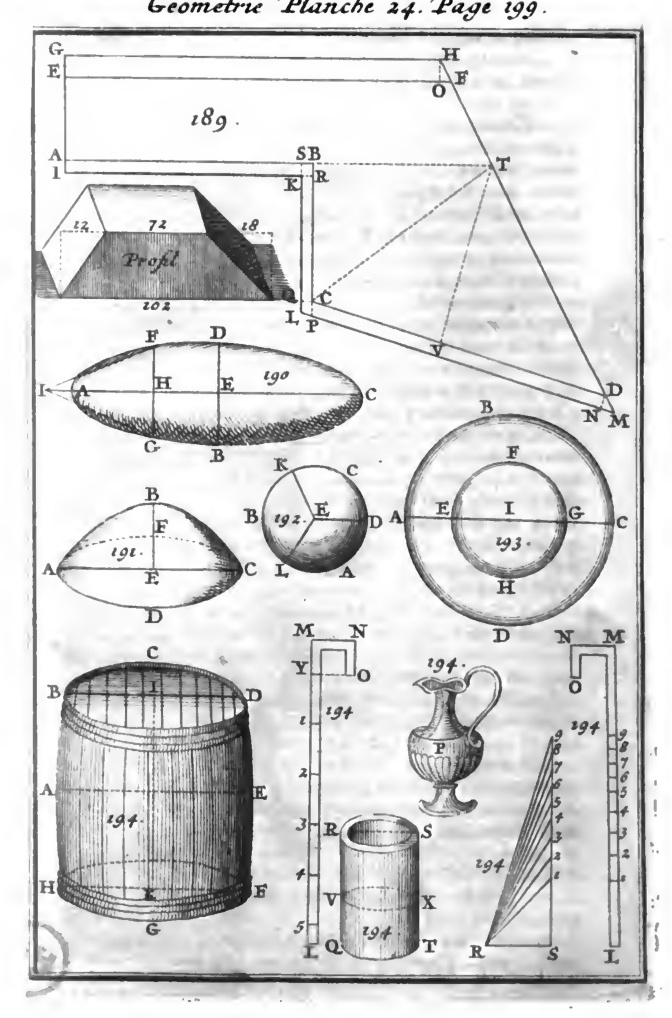 Geometrie Planche 24. Page 199.
G H
E F
O
189.
A S B T
I K R
12 72 18
Profil
102
Q C
L P
V
D
N M
F D
190
I A H E C
G B
B
F
191.
A E C
D
K C
B 192. E D
L A
B
F
A E I G C
193.
H
D
C
B I D
A E
194.
H K F
G
M N
Y O
194
1
2
3
4
5
L
194.
P
R S
V X
194
Q T
N M
O
194
9
8
7
6
5
4
3
2
1
L
9
8
7
6
5
4
3
2
1
194
R S